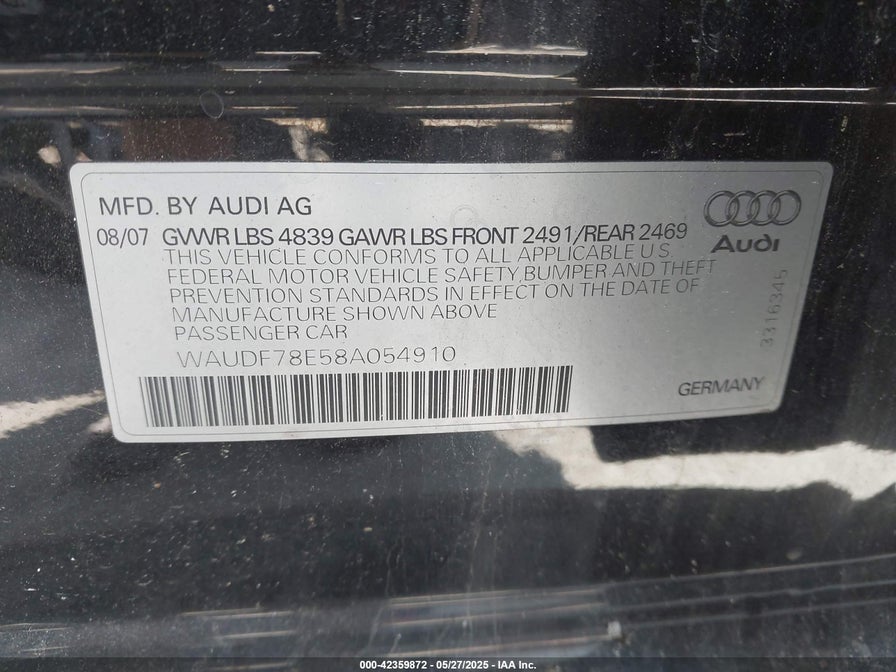 MFD. BY AUDI AG
08/07 GVWR LBS 4839 GAWR LBS FRONT 2491/REAR 2469
Audi
THIS VEHICLE CONFORMS TO ALL APPLICABLE U S
FEDERAL MOTOR VEHICLE SAFETY,BUMPER AND THEFT
PREVENTION STANDARDS IN EFFECT ON THE DATE OF
MANUFACTURE SHOWN ABOVE
PASSENGER CAR
WAUDF78E58A054910
3316345
GERMANY
000-42359872 - 05/27/2025 - IAA Inc.